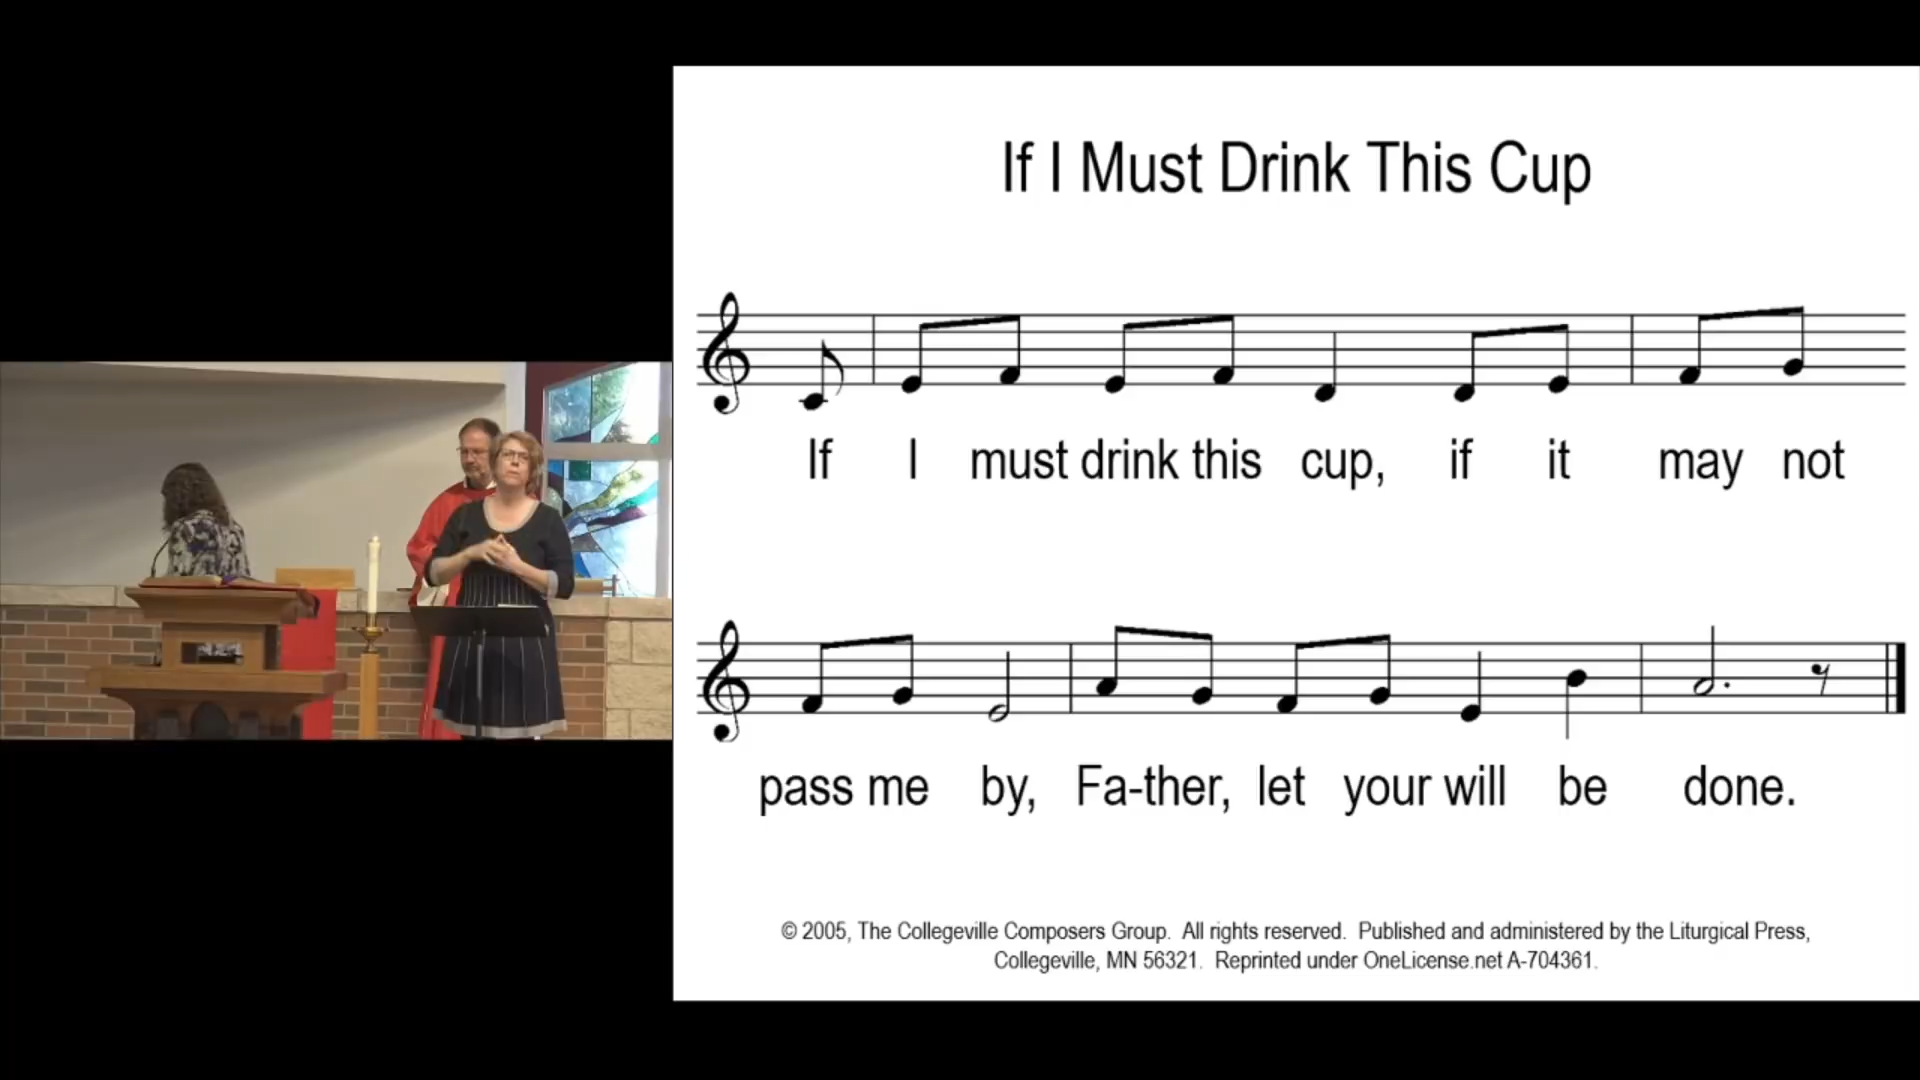 If I Must Drink This Cup
If I must drink this cup, if it may not
pass me by, Fa-ther, let your will be done.
© 2005, The Collegeville Composers Group. All rights reserved. Published and administered by the Liturgical Press,
Collegeville, MN 56321. Reprinted under OneLicense.net A-704361.